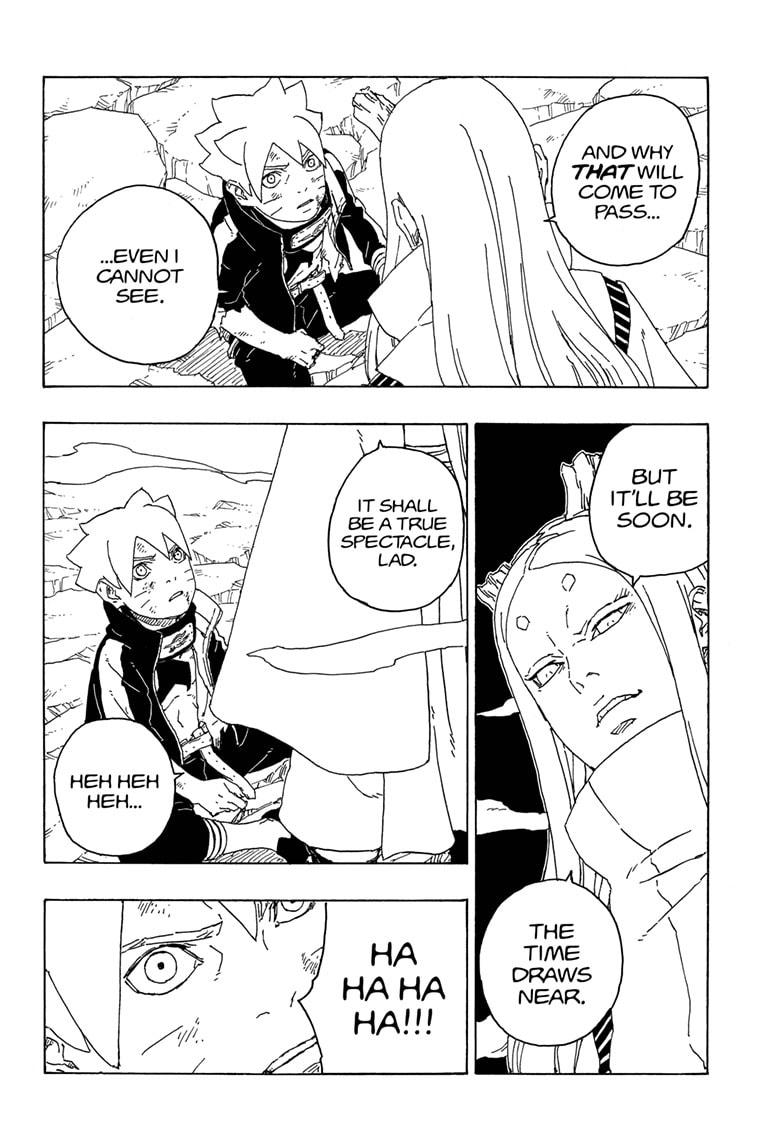 AND WHY
THAT WILL
COME TO
PASS...
...EVEN I
CANNOT
SEE.
BUT
IT'LL BE
SOON.
THE
TIME
DRAWS
NEAR.
IT SHALL
BE A TRUE
SPECTACLE,
LAD.
HEH HEH
HEH...
HA
HA HA
HA!!!